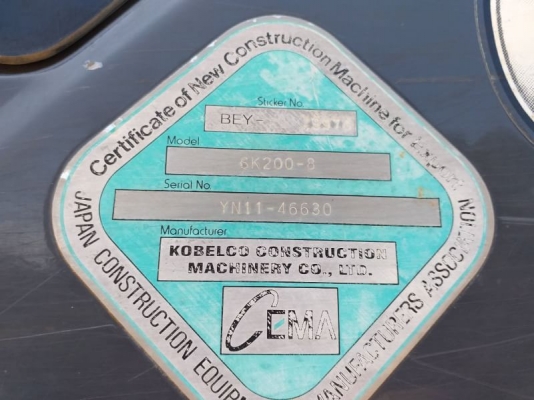 Certificate of New Construction Machine for
Sticker No.
BEY-
Model
SK200-8
Serial No
YN11-46630
Manufacturer
KOBELCO CONSTRUCTION
MACHINERY CO., LTD.
CEMA
JAPAN CONSTRUCTION EQUIPMENT MANUFACTURERS ASSOCIATION